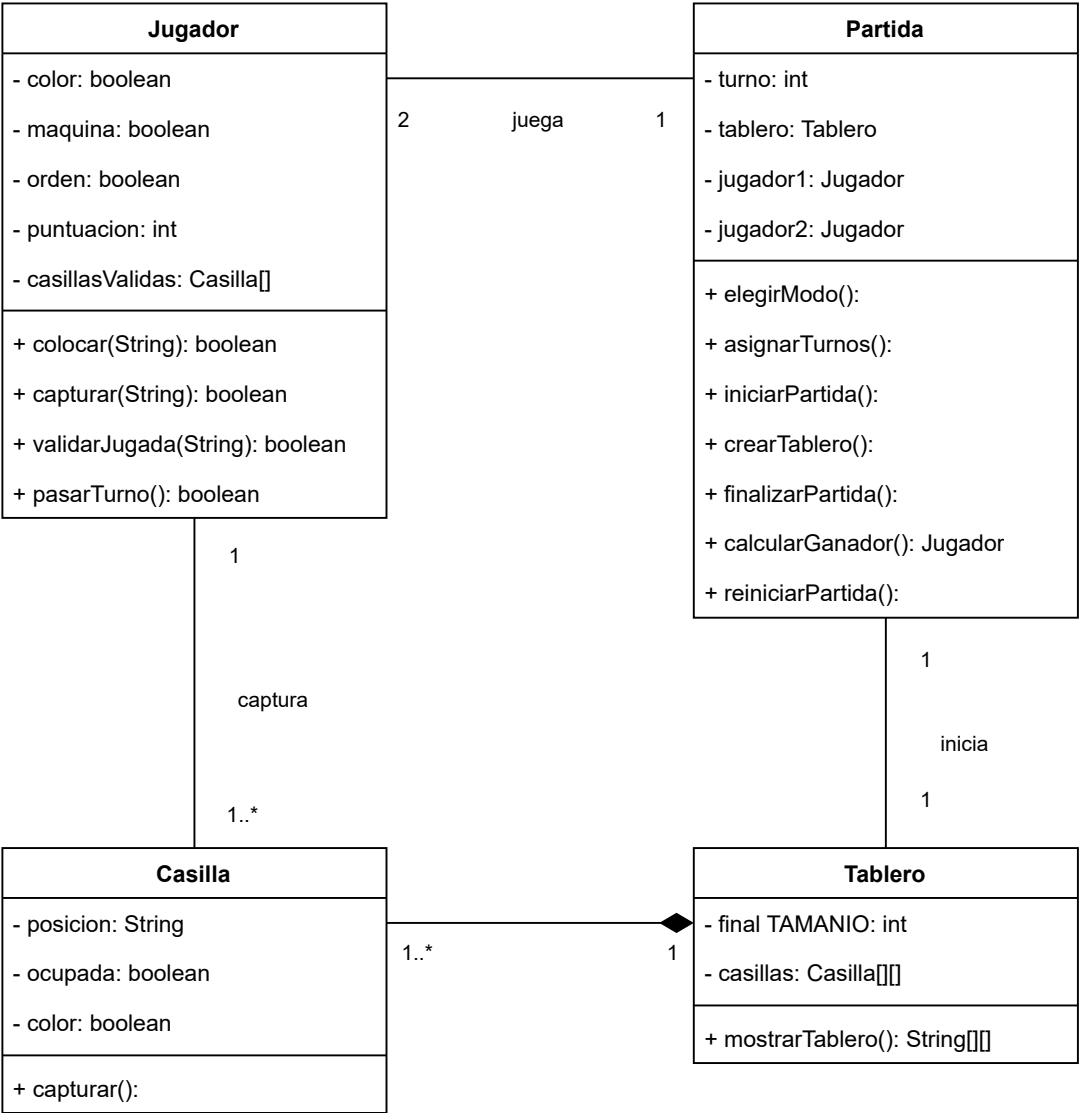 Jugador
- color: boolean
- maquina: boolean
- orden: boolean
- puntuacion: int
- casillasValidas: Casilla[]
+ colocar(String): boolean
+ capturar(String): boolean
+ validarJugada(String): boolean
+ pasarTurno(): boolean
2
juega
1
Partida
- turno: int
- tablero: Tablero
- jugador1: Jugador
- jugador2: Jugador
+ elegirModo():
+ asignarTurnos():
+ iniciarPartida():
+ crearTablero():
+ finalizarPartida():
+ calcularGanador(): Jugador
+ reiniciarPartida():
1
captura
1..*
1
inicia
1
Casilla
- posicion: String
- ocupada: boolean
- color: boolean
+ capturar():
1..*
1
Tablero
- final TAMANIO: int
- casillas: Casilla[][]
+ mostrarTablero(): String[][]